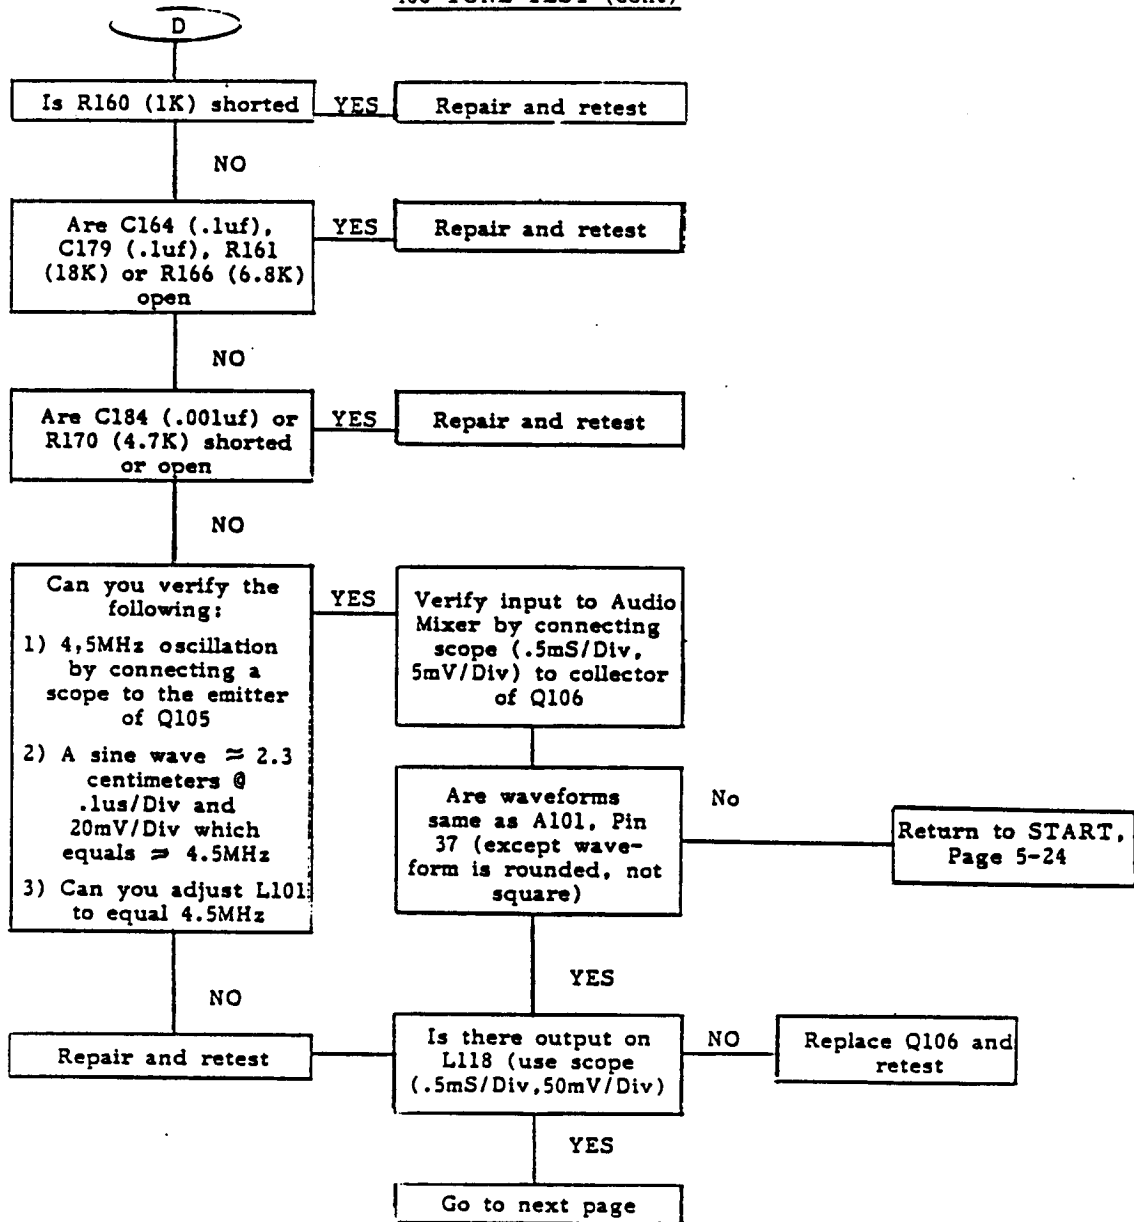 TONE TEST (cont)
D
Is R160 (1K) shorted
YES
Repair and retest
NO
Are C164 (.1uf),
C179 (.1uf), R161
(18K) or R166 (6.8K)
open
YES
Repair and retest
NO
Are C184 (.001uf) or
R170 (4.7K) shorted
or open
YES
Repair and retest
NO
Can you verify the
following:
1) 4,5MHz oscillation
by connecting a
scope to the emitter
of Q105
2) A sine wave ≈ 2.3
centimeters @
.1us/Div and
20mV/Div which
equals ≈ 4.5MHz
3) Can you adjust L101
to equal 4.5MHz
YES
Verify input to Audio
Mixer by connecting
scope (.5mS/Div,
5mV/Div) to collector
of Q106
Are waveforms
same as A101, Pin
37 (except wave-
form is rounded, not
square)
No
Return to START,
Page 5-24
YES
NO
Repair and retest
Is there output on
L118 (use scope
(.5mS/Div,50mV/Div)
NO
Replace Q106 and
retest
YES
Go to next page